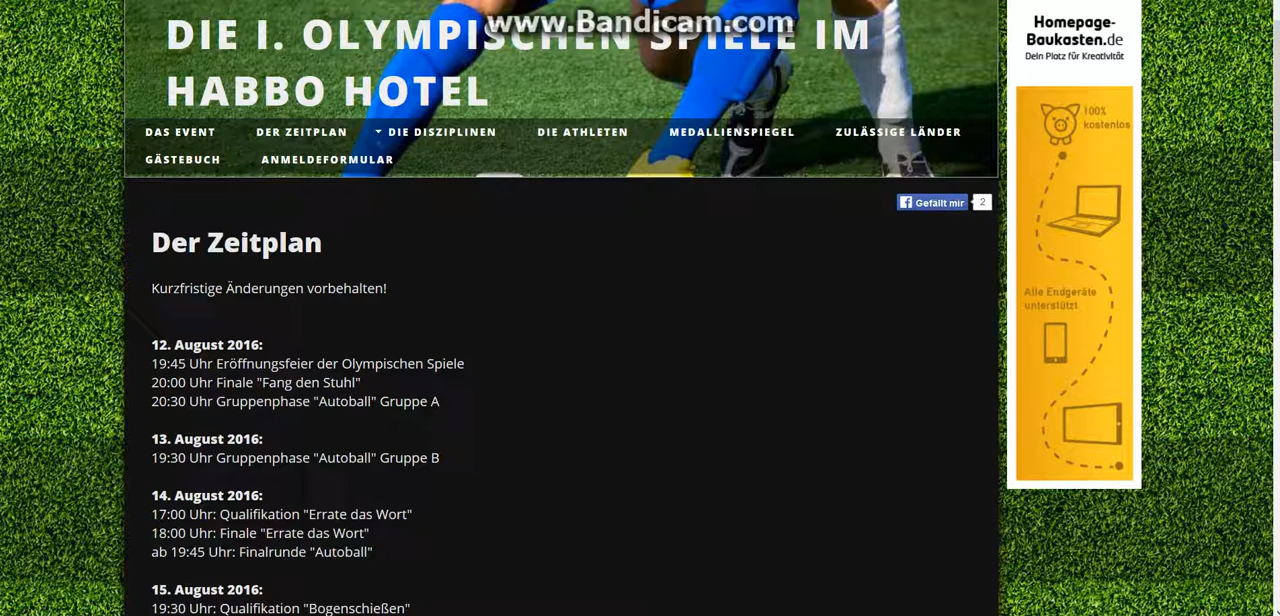 www.Bandicam.com
DIE I. OLYMPISCHEN SPIELE IM
HABBO HOTEL
DAS EVENT DER ZEITPLAN DIE DISZIPLINEN DIE ATHLETEN MEDALLIENSPIEGEL ZULÄSSIGE LÄNDER
GÄSTEBUCH ANMELDEFORMULAR
Gefällt mir 2
Der Zeitplan
Kurzfristige Änderungen vorbehalten!
12. August 2016:
19:45 Uhr Eröffnungsfeier der Olympischen Spiele
20:00 Uhr Finale "Fang den Stuhl"
20:30 Uhr Gruppenphase "Autoball" Gruppe A
13. August 2016:
19:30 Uhr Gruppenphase "Autoball" Gruppe B
14. August 2016:
17:00 Uhr: Qualifikation "Errate das Wort"
18:00 Uhr: Finale "Errate das Wort"
ab 19:45 Uhr: Finalrunde "Autoball"
15. August 2016:
19:30 Uhr: Qualifikation "Bogenschießen"
Homepage-
Baukasten.de
Dein Platz für Kreativität
100%
kostenlos
Alle Endgeräte
unterstützt